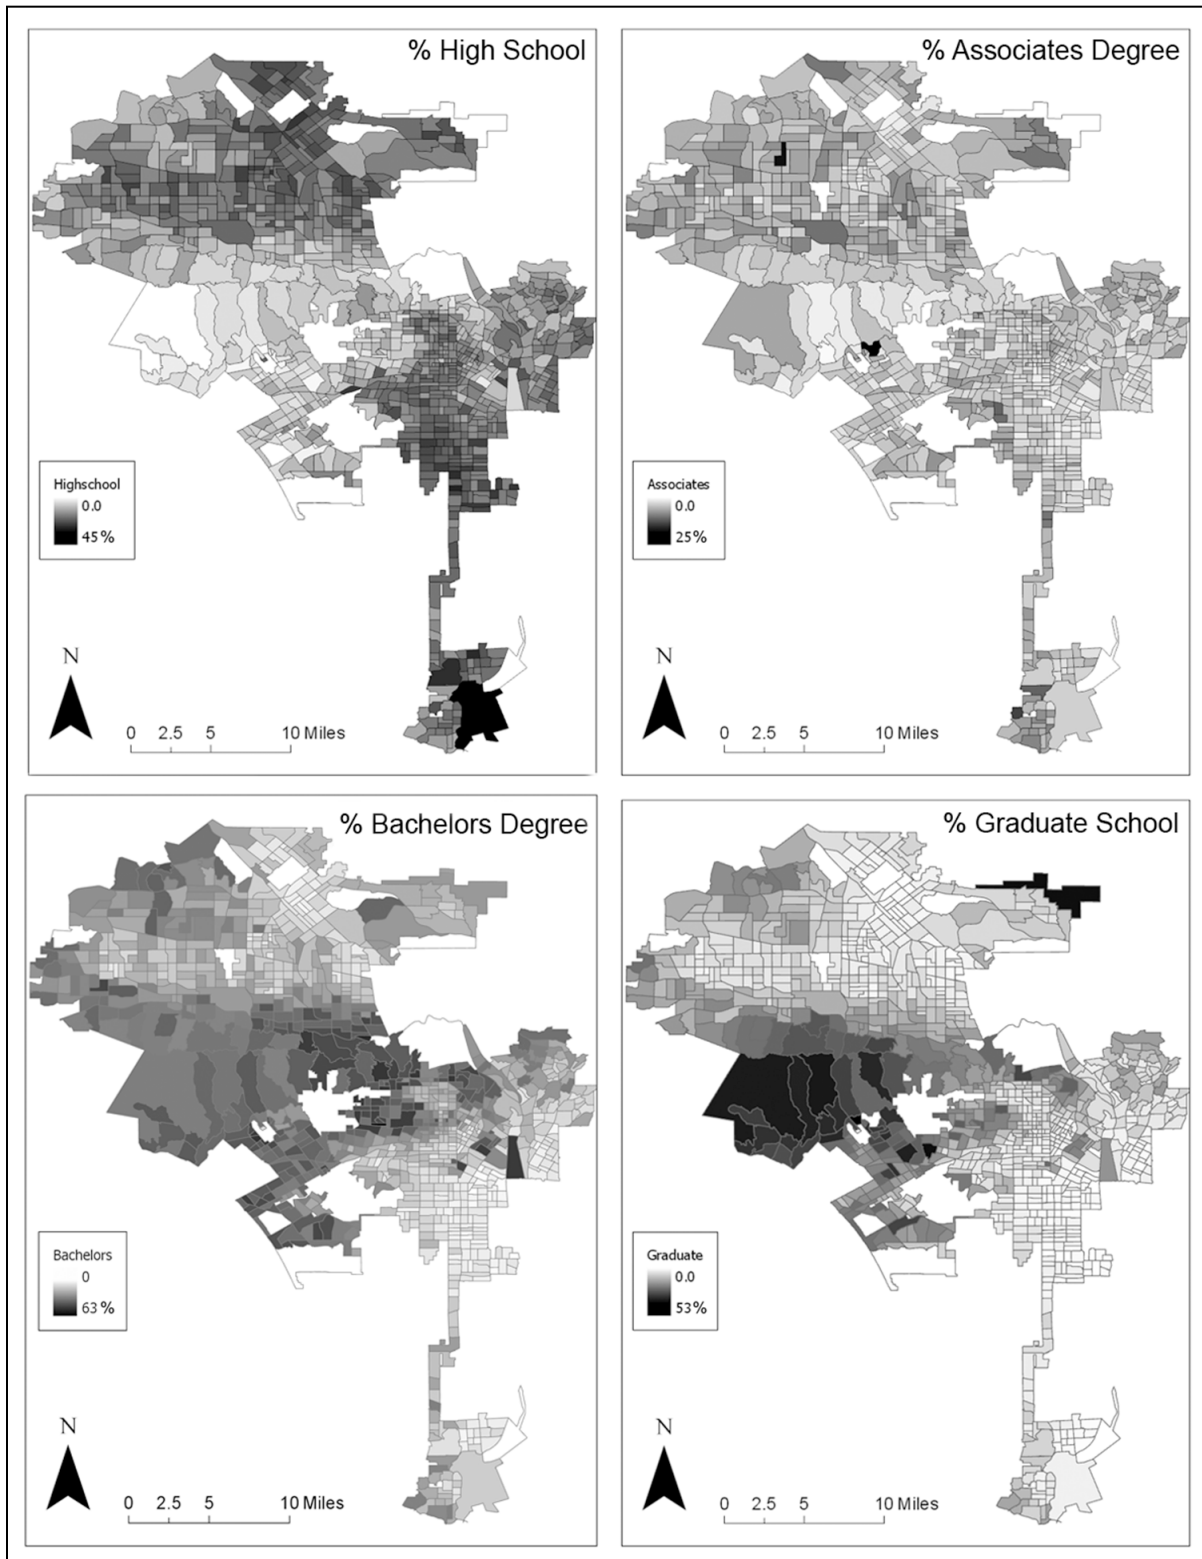 % High School
Highschool
0.0
45%
N
0 2.5 5 10 Miles
% Associates Degree
Associates
0.0
25%
N
0 2.5 5 10 Miles
% Bachelors Degree
Bachelors
0
63 %
N
0 2.5 5 10 Miles
% Graduate School
Graduate
0.0
53%
N
0 2.5 5 10 Miles